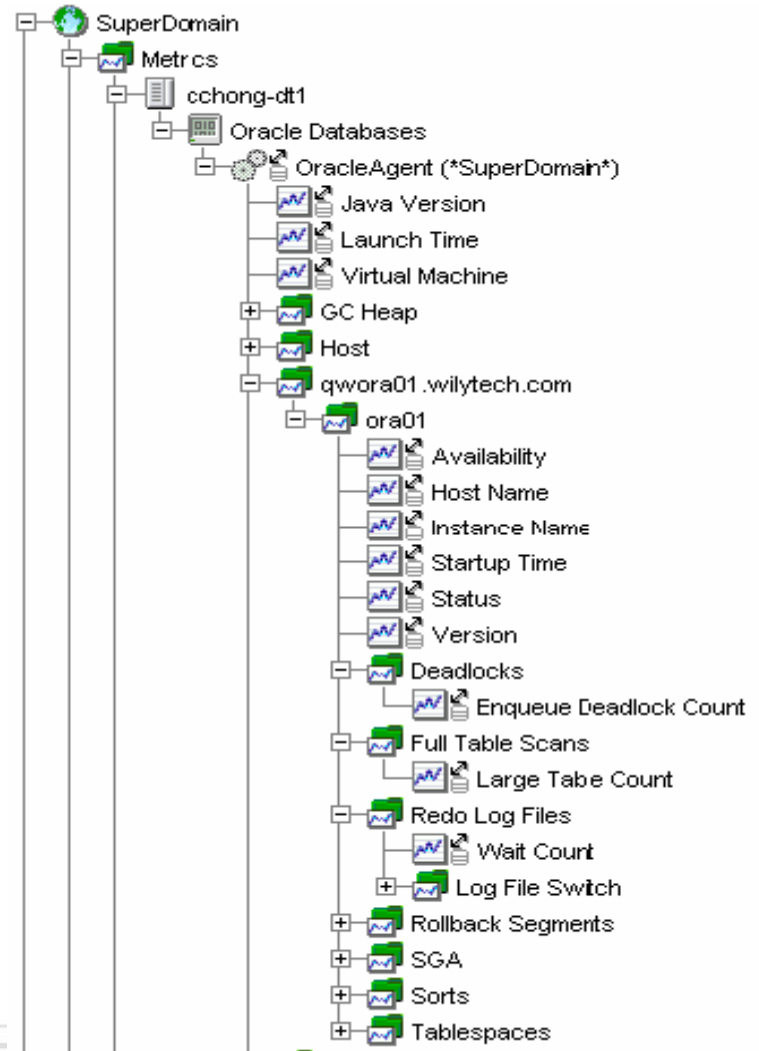 SuperDomain
Metrcs
cchong-dt1
Oracle Databases
OracleAgent (*SuperDomain*)
Java Version
Launch Time
Virtual Machine
GC Heap
Host
qwora01.wilytech.com
ora01
Availability
Host Name
Instance Name
Startup Time
Status
Version
Deadlocks
Enqueue Deadlock Count
Full Table Scans
Large Tabe Count
Redo Log Files
Wait Count
Log File Switch
Rollback Segments
SGA
Sorts
Tablespaces